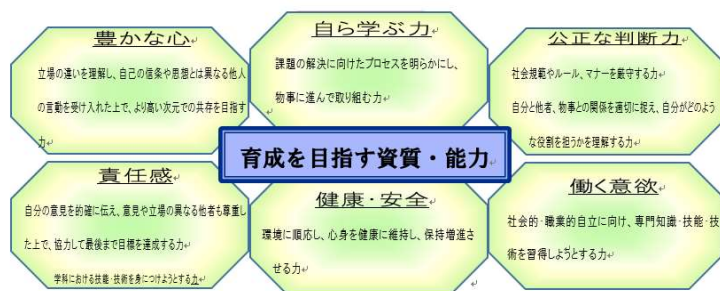 豊かな心
立場の違いを理解し、自己の信条や思想とは異なる他人
の言動を受け入れた上で、より高い次元での共存を目指す
力
自ら学ぶ力
課題の解決に向けたプロセスを明らかにし、
物事に進んで取り組む力
公正な判断力
社会規範やルール、マナーを厳守する力
自分と他者、物事との関係を適切に捉え、自分がどのよう
な役割を担うかを理解する力
育成を目指す資質・能力
責任感
自分の意見を的確に伝え、意見や立場の異なる他者も尊重し
た上で、協力して最後まで目標を達成する力
学科における技能・技術を身につけようとする力
健康・安全
環境に順応し、心身を健康に維持し、保持増進さ
せる力
働く意欲
社会的・職業的自立に向け、専門知識・技能・技
術を習得しようとする力